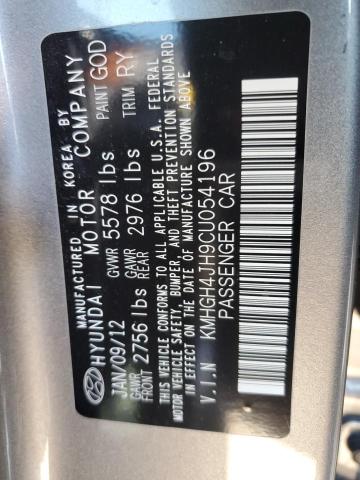 MANUFACTURED IN KOREA BY
HYUNDAI MOTOR COMPANY
JAN/09/12 GVWR 5578 lbs PAINT GOD
GAWR FRONT 2756 lbs GAWR REAR 2976 lbs TRIM RY
THIS VEHICLE CONFORMS TO ALL APPLICABLE U.S.A. FEDERAL
MOTOR VEHICLE SAFETY, BUMPER, AND THEFT PREVENTION STANDARDS
IN EFFECT ON THE DATE OF MANUFACTURE SHOWN ABOVE
V.I.N KMHGH4JH9CU054196
PASSENGER CAR